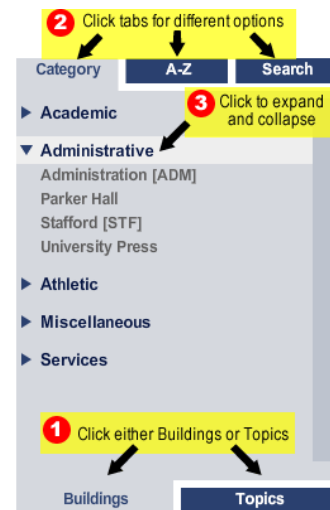 2 Click tabs for different options
Category A-Z Search
Academic
3 Click to expand
and collapse
Administrative
Administration [ADM]
Parker Hall
Stafford [STF]
University Press
Athletic
Miscellaneous
Services
1 Click either Buildings or Topics
Buildings Topics